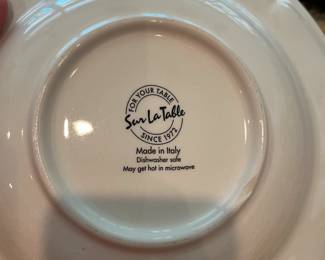 FOR YOUR TABLE
Sur La Table
SINCE 1972
Made in Italy
Dishwasher safe
May get hot in microwave